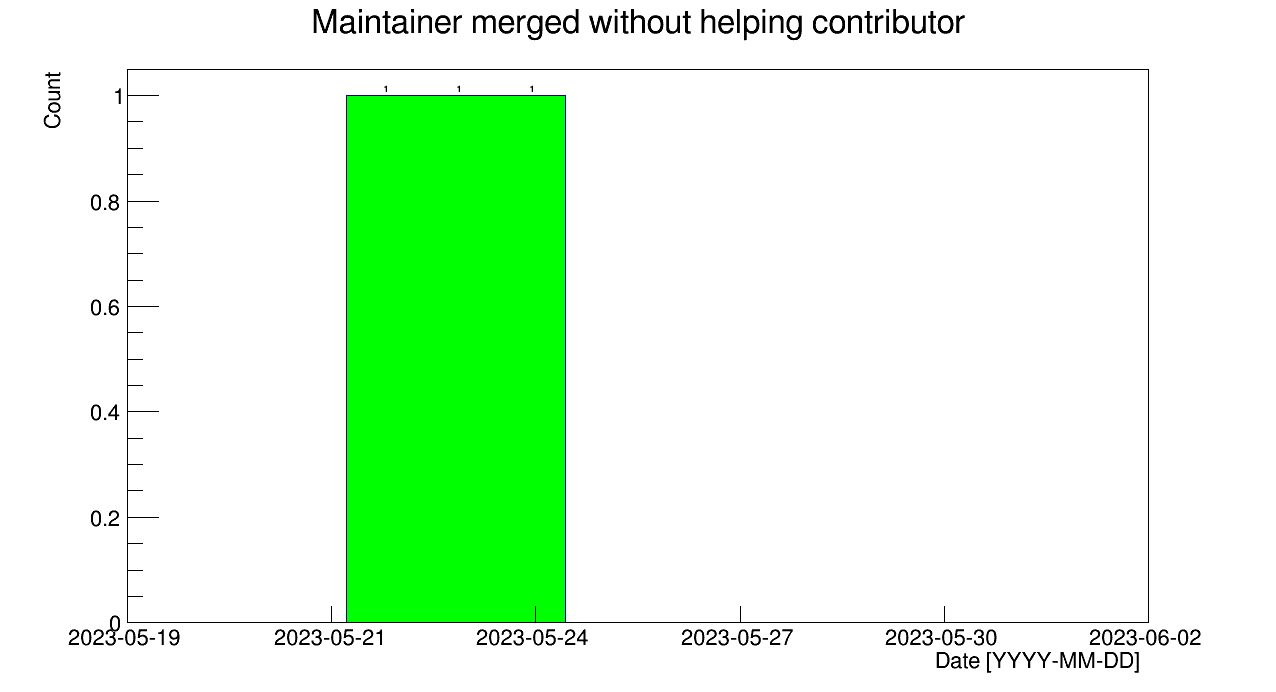 Maintainer merged without helping contributor
Count
1 1 1
1
0.8
0.6
0.4
0.2
0
2023-05-19 2023-05-21 2023-05-24 2023-05-27 2023-05-30 2023-06-02
Date [YYYY-MM-DD]